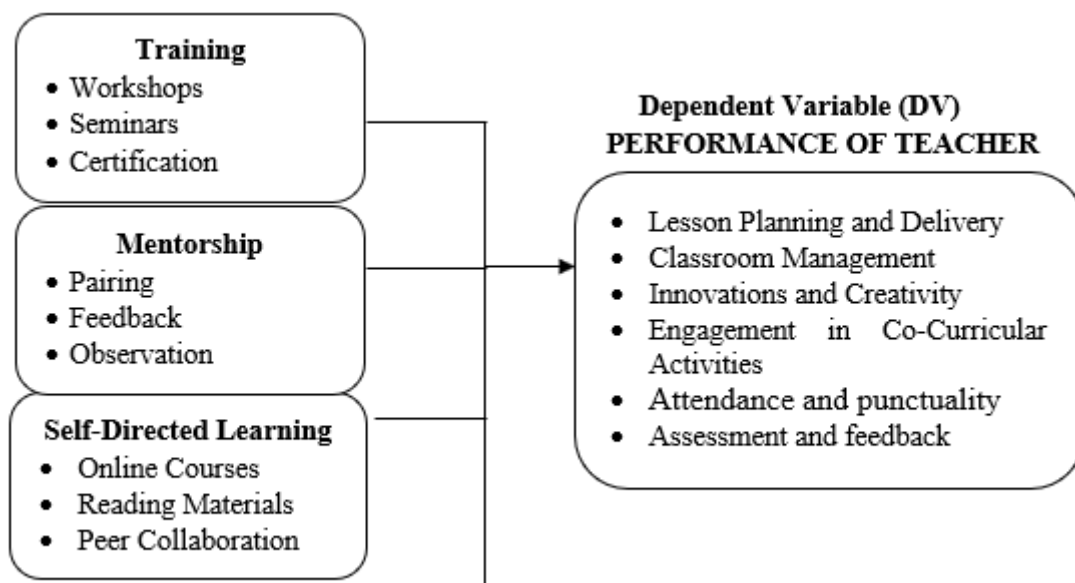 Training
• Workshops
• Seminars
• Certification
Mentorship
• Pairing
• Feedback
• Observation
Self-Directed Learning
• Online Courses
• Reading Materials
• Peer Collaboration
Dependent Variable (DV)
PERFORMANCE OF TEACHER
• Lesson Planning and Delivery
• Classroom Management
• Innovations and Creativity
• Engagement in Co-Curricular
Activities
• Attendance and punctuality
• Assessment and feedback